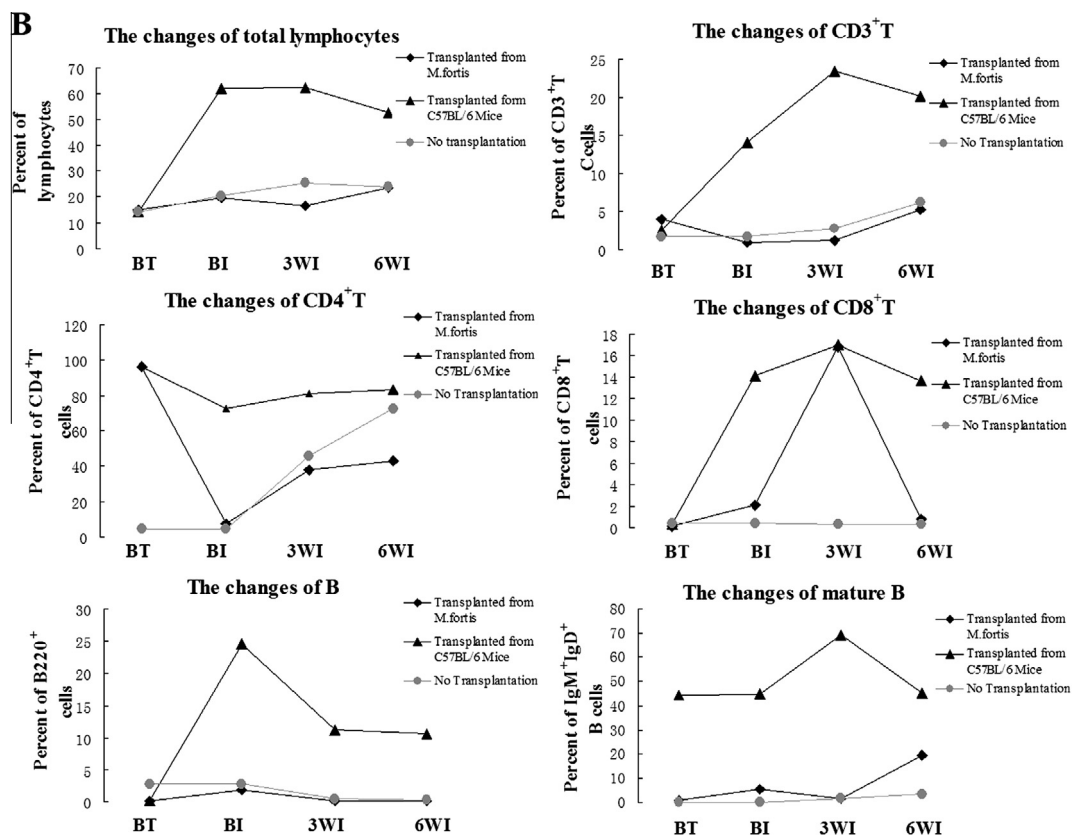 B
The changes of total lymphocytes
Percent of
lymphocytes
70
60
50
40
30
20
10
0
BT BI 3WI 6WI
Transplanted from
M.fortis
Transplanted form
C57BL/6 Mice
No transplantation
The changes of CD3+T
Percent of CD3+T
Ccells
25
20
15
10
5
0
BT BI 3WI 6WI
Transplanted from
M.fortis
Transplanted from
C57BL/6 Mice
No Transplantation
The changes of CD4+T
Percent of CD4+T
cells
120
100
80
60
40
20
0
BT BI 3WI 6WI
Transplanted from
M.fortis
Transplanted from
C57BL/6 Mice
No Transplantation
The changes of CD8+T
Percent of CD8+T
cells
18
16
14
12
10
8
6
4
2
0
BT BI 3WI 6WI
Transplanted from
M.fortis
Transplanted from
C57BL/6 Mice
No Transplantation
The changes of B
Percent of B220+
cells
30
25
20
15
10
5
0
BT BI 3WI 6WI
Transplanted from
M.fortis
Transplanted from
C57BL/6 Mice
No Transplantation
The changes of mature B
Percent of IgM+IgD+
B cells
80
70
60
50
40
30
20
10
0
BT BI 3WI 6WI
Transplanted from
M.fortis
Transplanted from
C57BL/6 Mice
No Transplantation